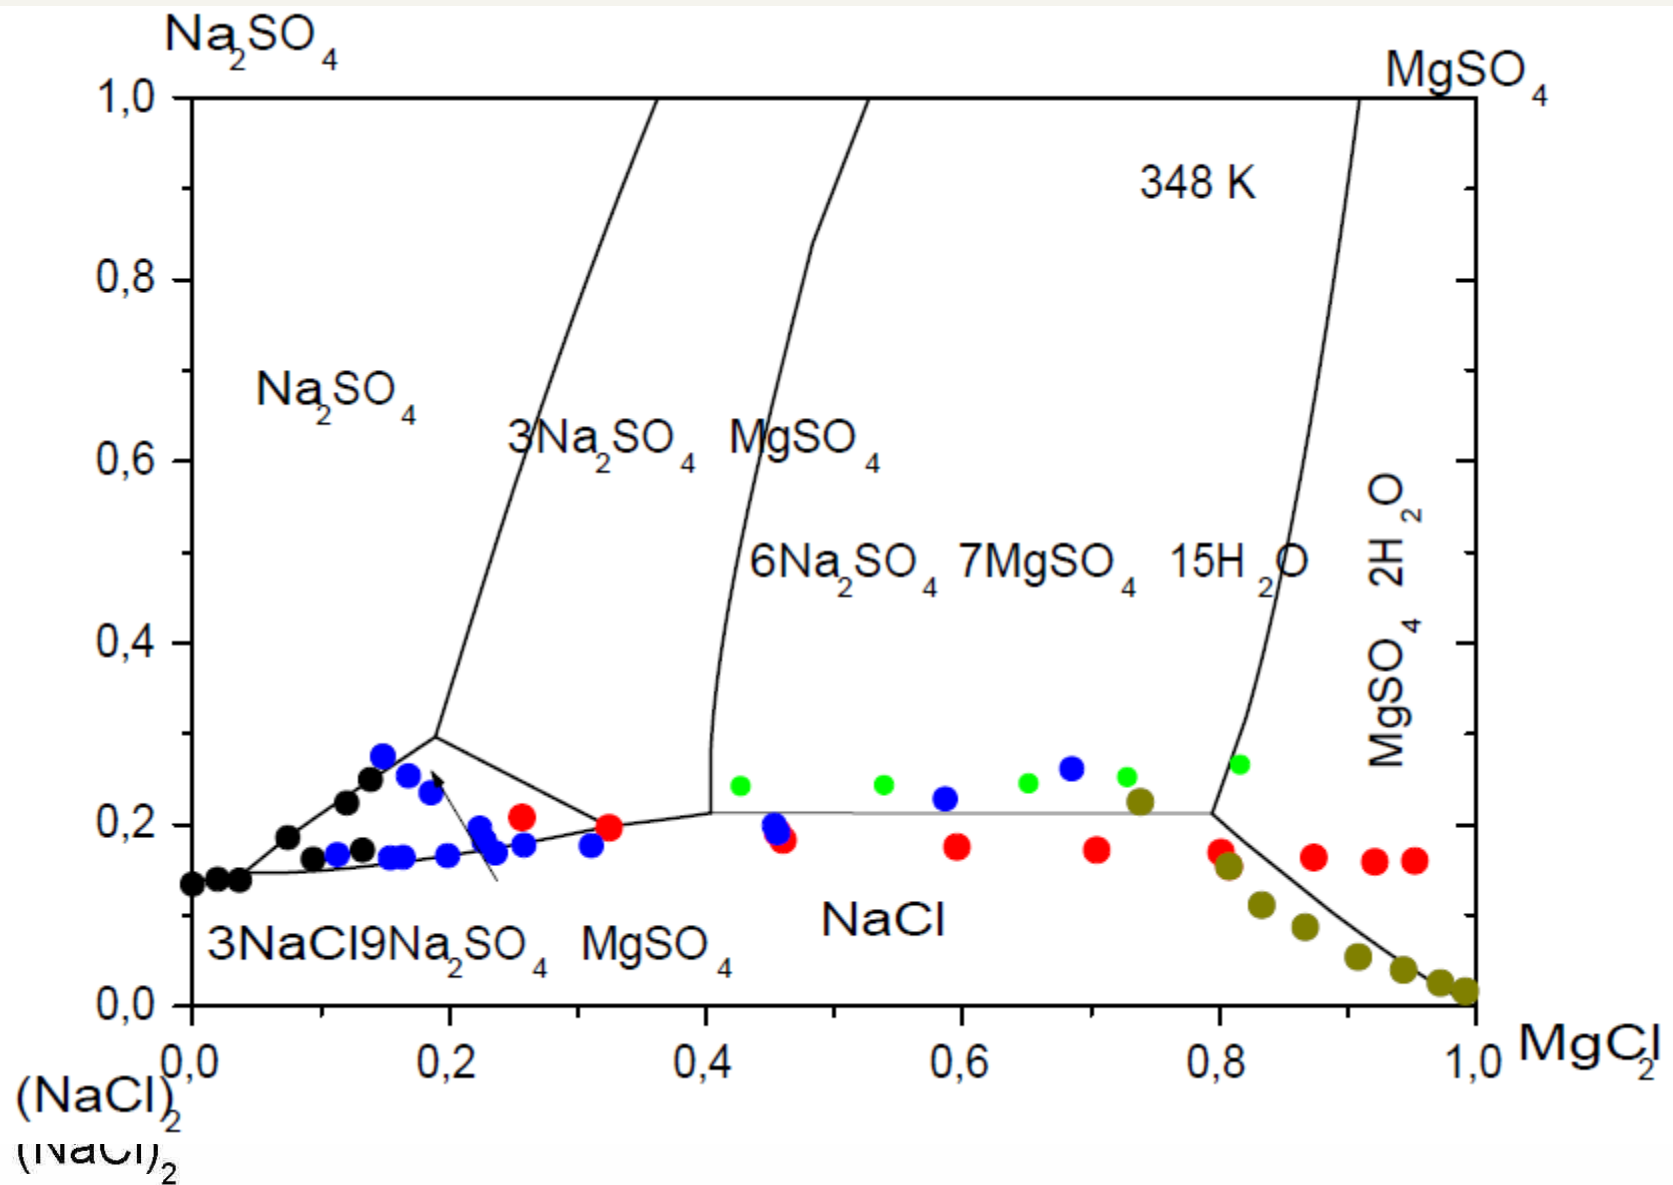 Na2SO4
MgSO4
1,0
348 K
0,8
Na2SO4
3Na2SO4 MgSO4
0,6
6Na2SO4 7MgSO4 15H2O
MgSO4 2H2O
0,4
0,2
NaCl
3NaCl9Na2SO4 MgSO4
0,0
0,0 0,2 0,4 0,6 0,8 1,0
MgCl2
(NaCl)2
(NaCl)2